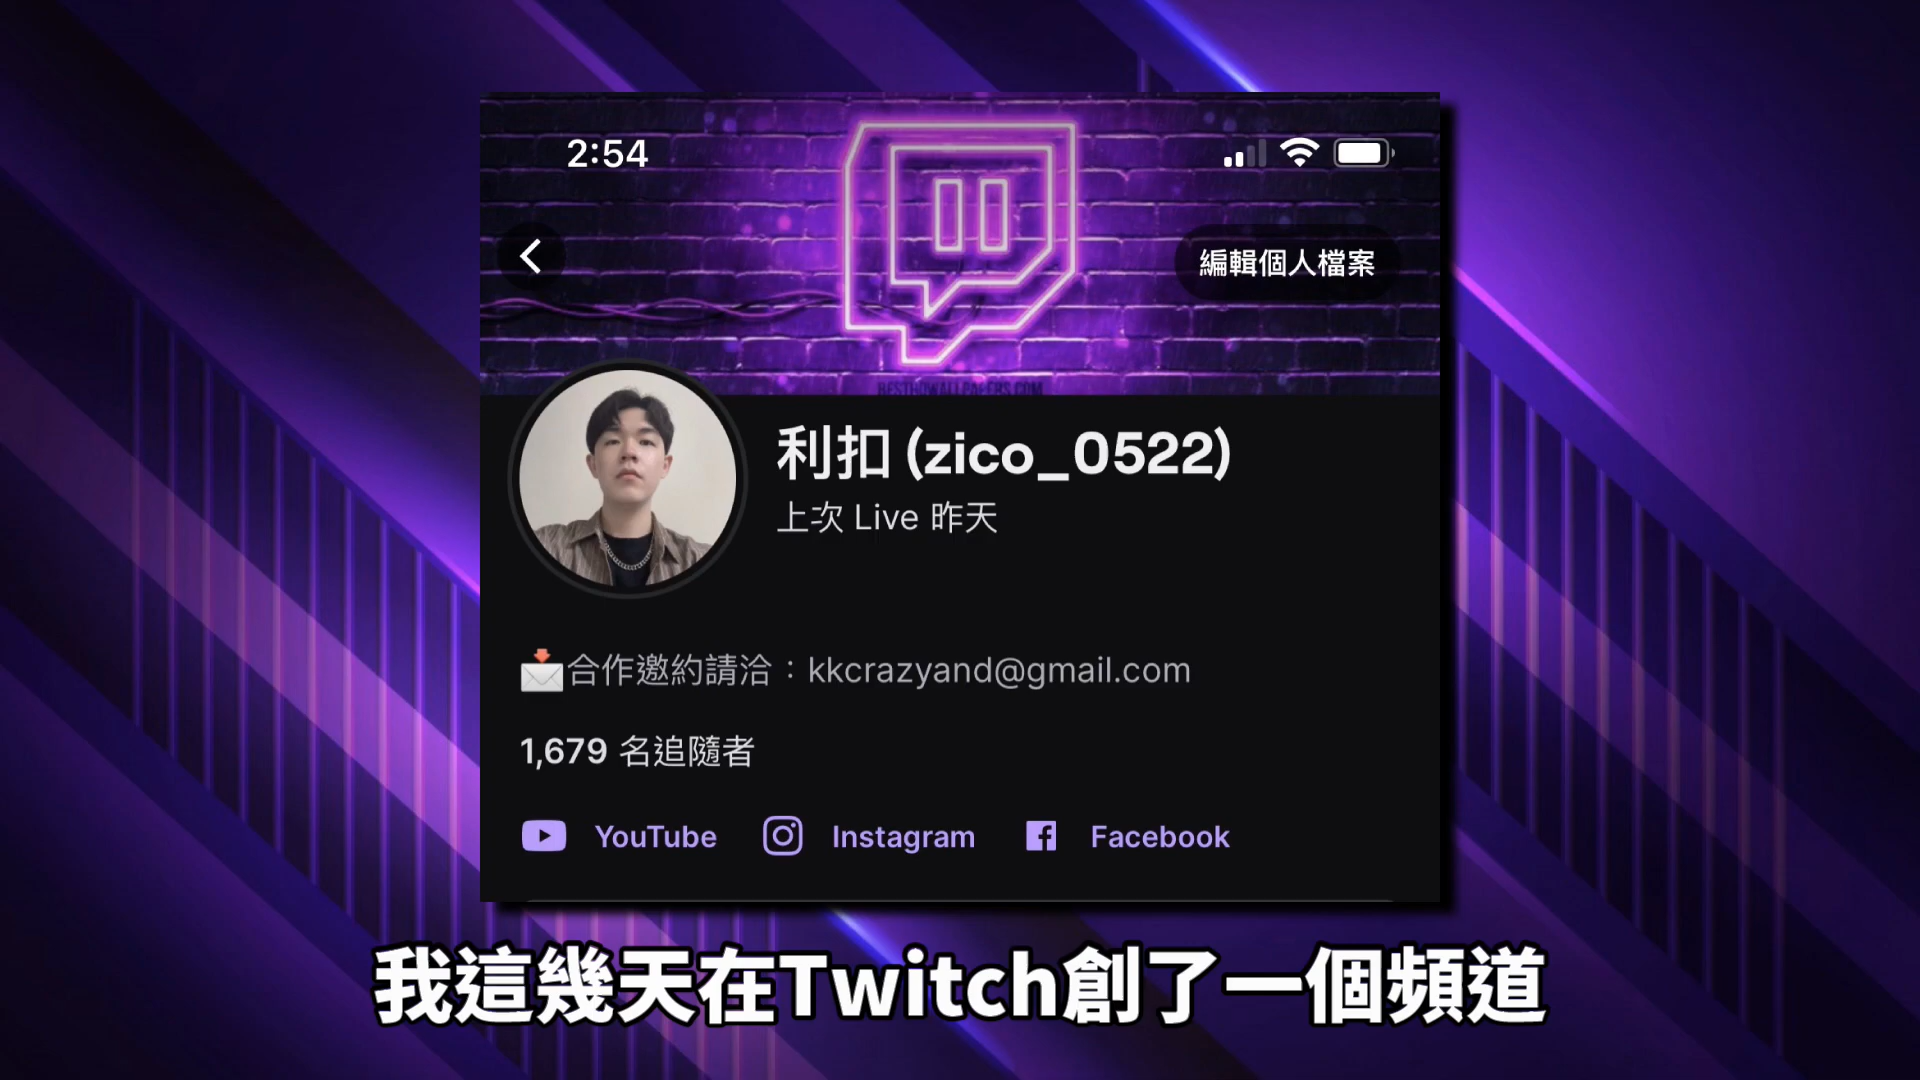 2:54
編輯個人檔案
BESTHDWALLPAPERS.COM
利扣 (zico_0522)
上次 Live 昨天
📩合作邀約請洽：kkcrazyand@gmail.com
1,679 名追隨者
YouTube Instagram Facebook
我這幾天在Twitch創了一個頻道